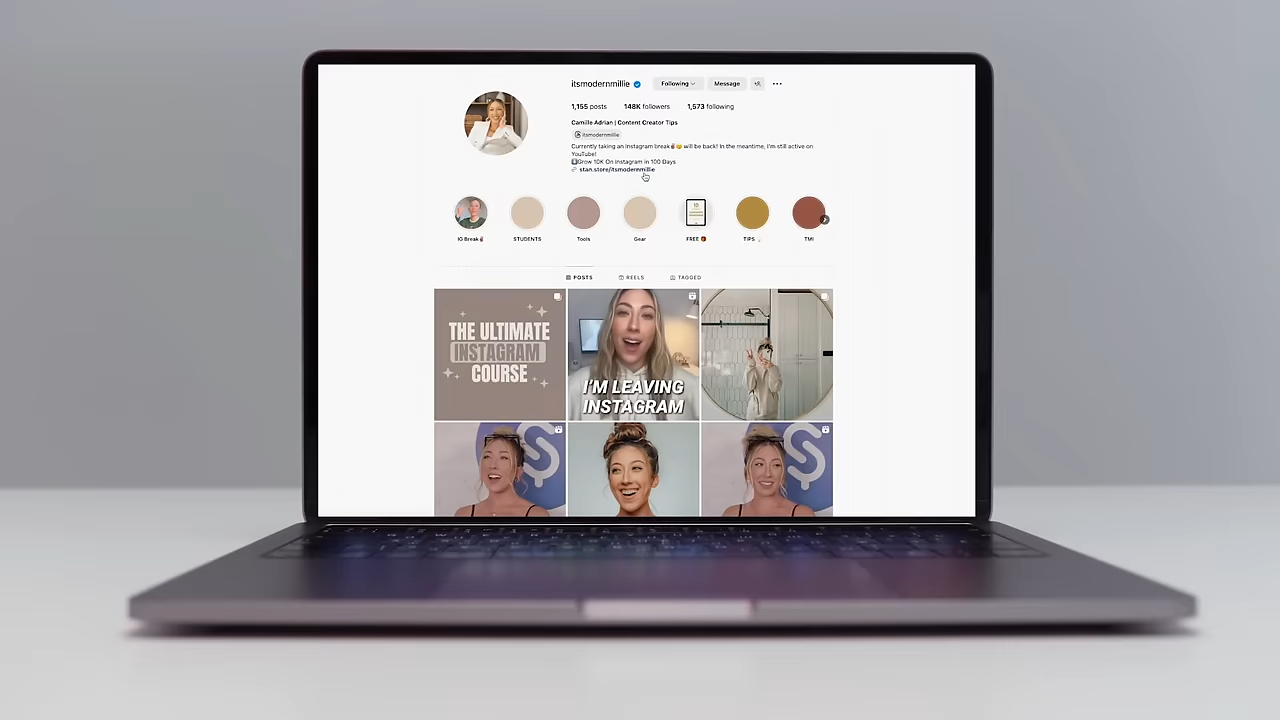 itsmodernmillie Following Message
1,155 posts 148K followers 1,573 following
Camille Adrian | Content Creator Tips
itsmodernmillie
Currently taking an Instagram break✌️😊 will be back! In the meantime, I'm still active on
YouTube!
⬇️Grow 10K On Instagram in 100 Days
stan.store/itsmodernmillie
10
IG Break✌️ STUDENTS Tools Gear FREE 🎁 TIPS TMI
POSTS REELS TAGGED
THE ULTIMATE
INSTAGRAM
COURSE
I'M LEAVING
INSTAGRAM